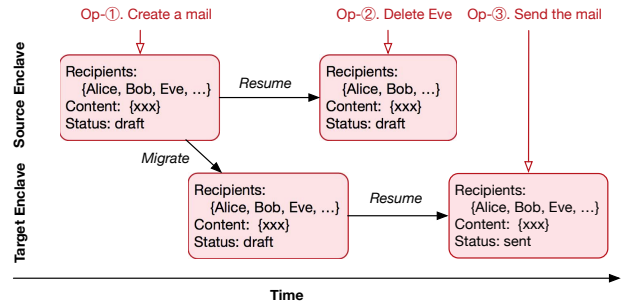 Op-①. Create a mail
Op-②. Delete Eve
Op-③. Send the mail
Source Enclave
Recipients:
{Alice, Bob, Eve, …}
Content: {xxx}
Status: draft
Resume
Recipients:
{Alice, Bob, …}
Content: {xxx}
Status: draft
Migrate
Target Enclave
Recipients:
{Alice, Bob, Eve, …}
Content: {xxx}
Status: draft
Resume
Recipients:
{Alice, Bob, Eve, …}
Content: {xxx}
Status: sent
Time